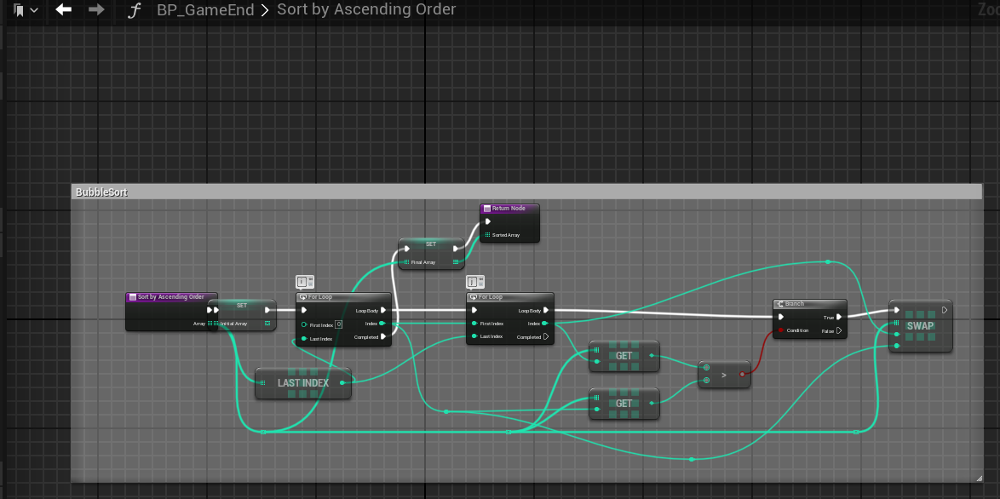 BP_GameEnd > Sort by Ascending Order
Zoo
BubbleSort
Return Node
Sorted Array
SET
Final Array
i
j
Sort by Ascending Order
Array
SET
Initial Array
For Loop
Loop Body
First Index 0
Index
Last Index
Completed
For Loop
Loop Body
First Index
Index
Last Index
Completed
Branch
True
Condition
False
SWAP
GET
>
LAST INDEX
GET